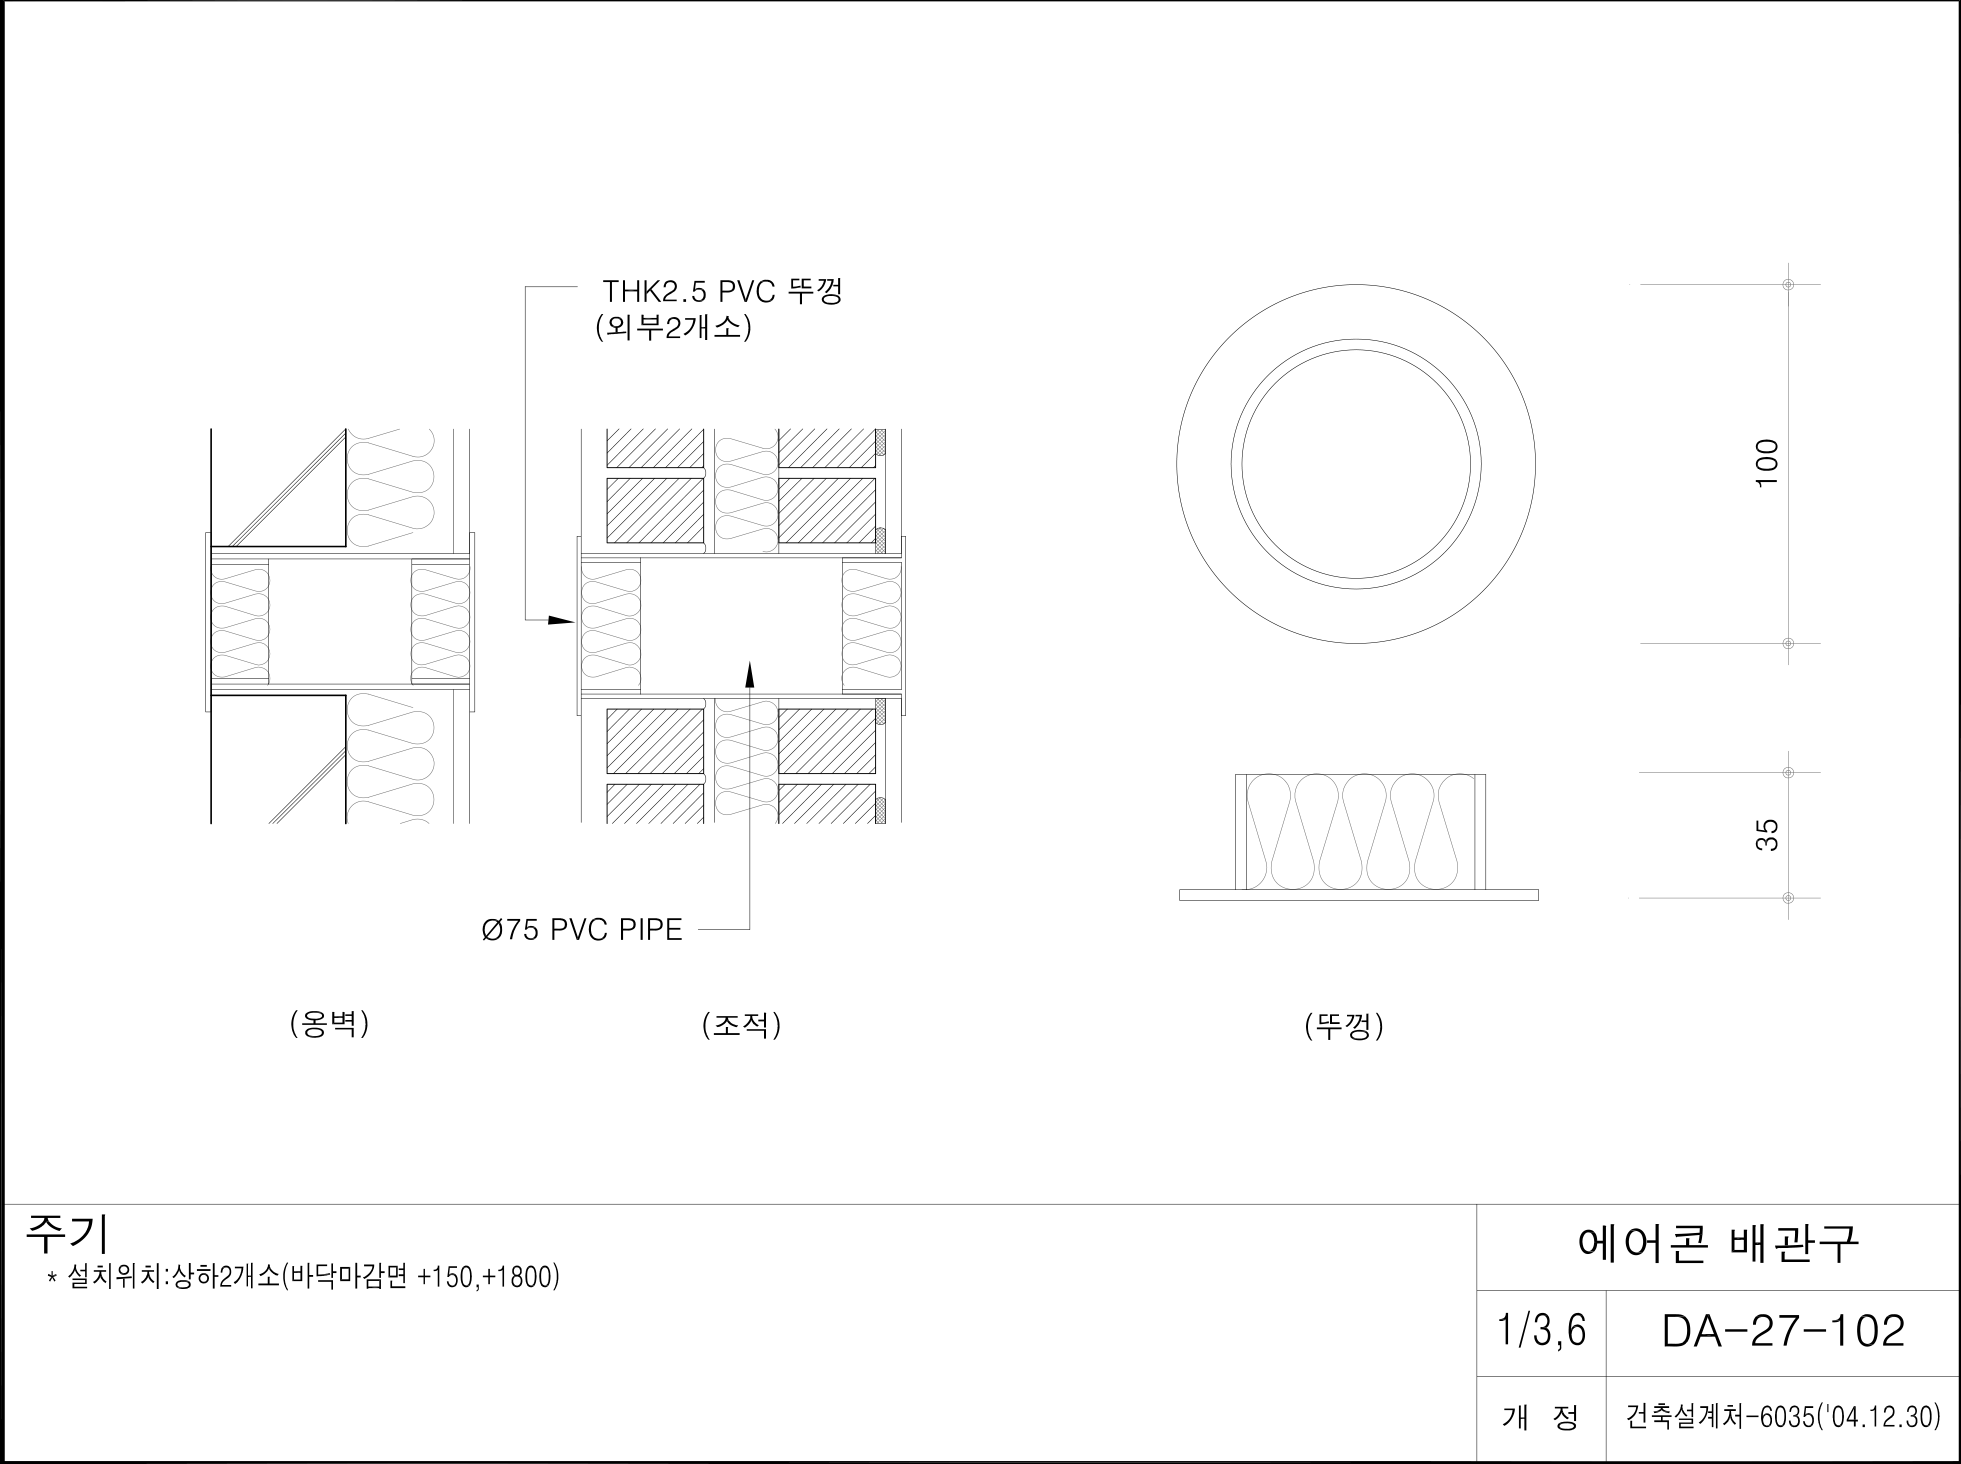 THK2.5 PVC 뚜껑
(외부2개소)
100
35
Ø75 PVC PIPE
(옹벽)
(조적)
(뚜껑)
주기
* 설치위치:상하2개소(바닥마감면 +150,+1800)
에어콘 배관구
1/3,6
DA-27-102
개 정
건축설계처-6035('04.12.30)